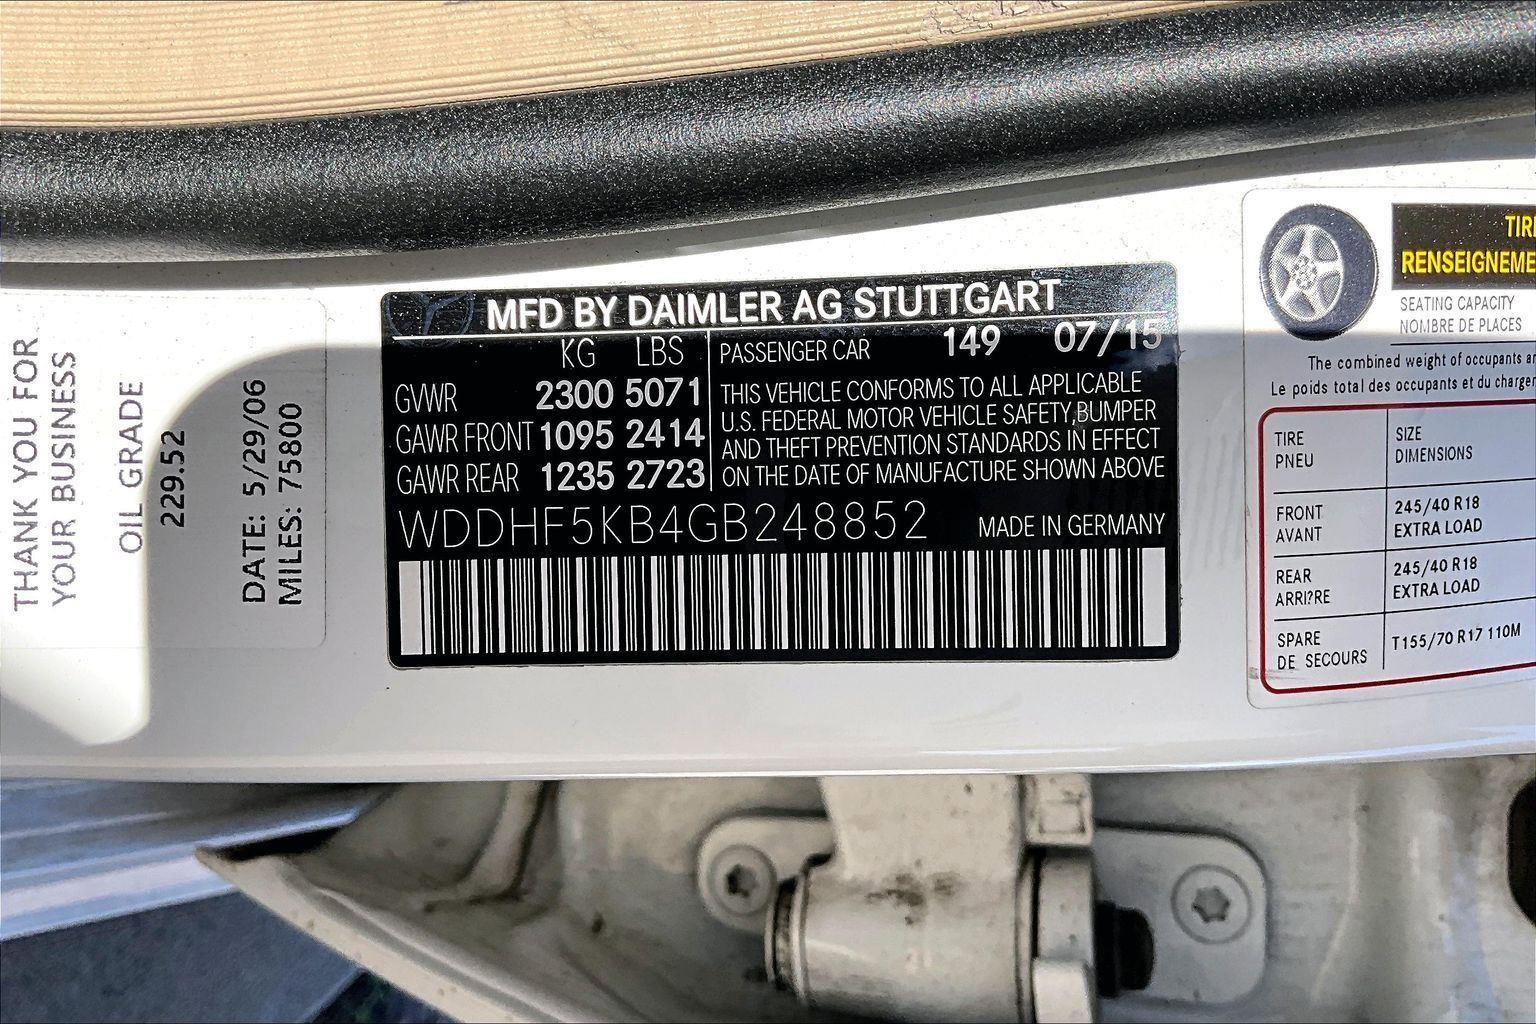 THANK YOU FOR
YOUR BUSINESS
OIL GRADE
229.52
DATE: 5/29/06
MILES: 75800
MFD BY DAIMLER AG STUTTGART
KG LBS
GVWR 2300 5071
GAWR FRONT 1095 2414
GAWR REAR 1235 2723
PASSENGER CAR 149 07/15
THIS VEHICLE CONFORMS TO ALL APPLICABLE
U.S. FEDERAL MOTOR VEHICLE SAFETY,BUMPER
AND THEFT PREVENTION STANDARDS IN EFFECT
ON THE DATE OF MANUFACTURE SHOWN ABOVE
WDDHF5KB4GB248852 MADE IN GERMANY
TIR
RENSEIGNEME
SEATING CAPACITY
NOMBRE DE PLACES
The combined weight of occupants an
Le poids total des occupants et du charger
TIRE SIZE
PNEU DIMENSIONS
FRONT 245/40 R18
AVANT EXTRA LOAD
REAR 245/40 R18
ARRI?RE EXTRA LOAD
SPARE T155/70 R17 110M
DE SECOURS